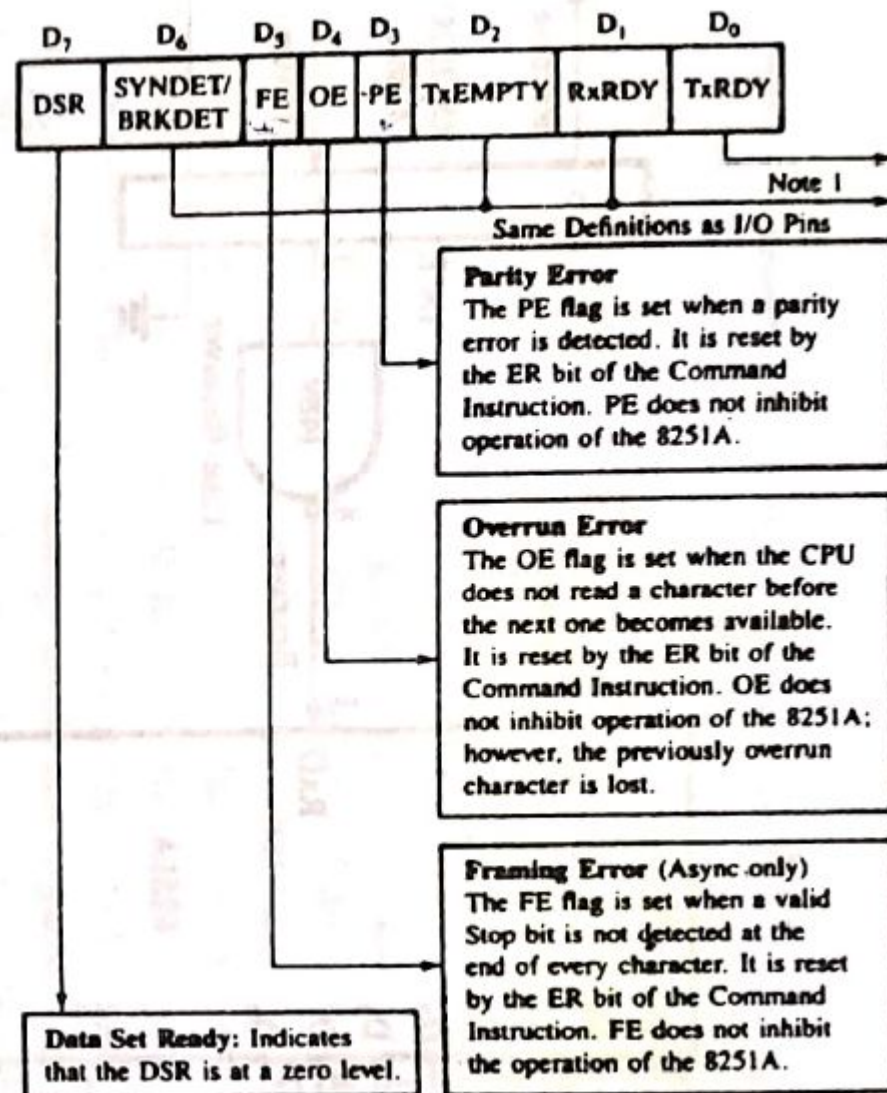 D₇ D₆ D₅ D₄ D₃ D₂ D₁ D₀
DSR SYNDET/ FE OE PE TxEMPTY RxRDY TxRDY
BRKDET
Note 1
Same Definitions as I/O Pins
Parity Error
The PE flag is set when a parity
error is detected. It is reset by
the ER bit of the Command
Instruction. PE does not inhibit
operation of the 8251A.
Overrun Error
The OE flag is set when the CPU
does not read a character before
the next one becomes available.
It is reset by the ER bit of the
Command Instruction. OE does
not inhibit operation of the 8251A;
however, the previously overrun
character is lost.
Framing Error (Async only)
The FE flag is set when a valid
Stop bit is not detected at the
end of every character. It is reset
by the ER bit of the Command
Instruction. FE does not inhibit
the operation of the 8251A.
Data Set Ready: Indicates
that the DSR is at a zero level.